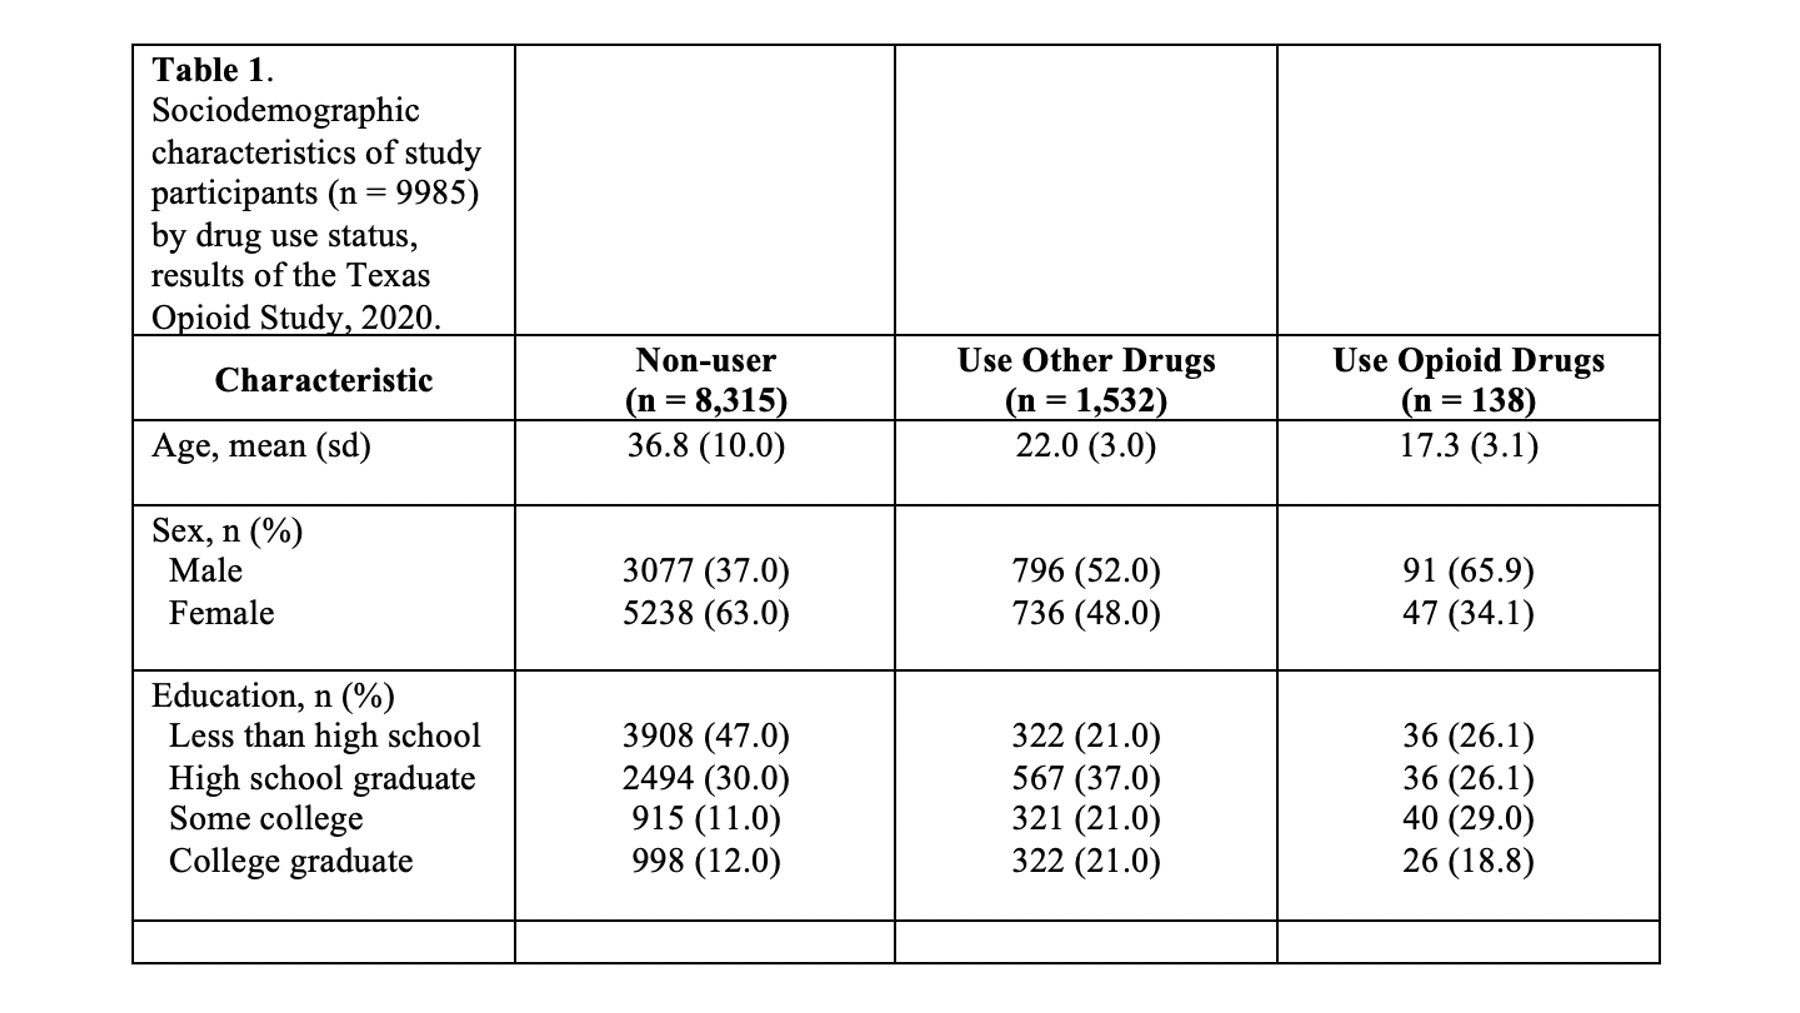 Table 1.
Sociodemographic
characteristics of study
participants (n = 9985)
by drug use status,
results of the Texas
Opioid Study, 2020.
Characteristic
Non-user
(n = 8,315)
Use Other Drugs
(n = 1,532)
Use Opioid Drugs
(n = 138)
Age, mean (sd) 36.8 (10.0) 22.0 (3.0) 17.3 (3.1)
Sex, n (%)
Male 3077 (37.0) 796 (52.0) 91 (65.9)
Female 5238 (63.0) 736 (48.0) 47 (34.1)
Education, n (%)
Less than high school 3908 (47.0) 322 (21.0) 36 (26.1)
High school graduate 2494 (30.0) 567 (37.0) 36 (26.1)
Some college 915 (11.0) 321 (21.0) 40 (29.0)
College graduate 998 (12.0) 322 (21.0) 26 (18.8)